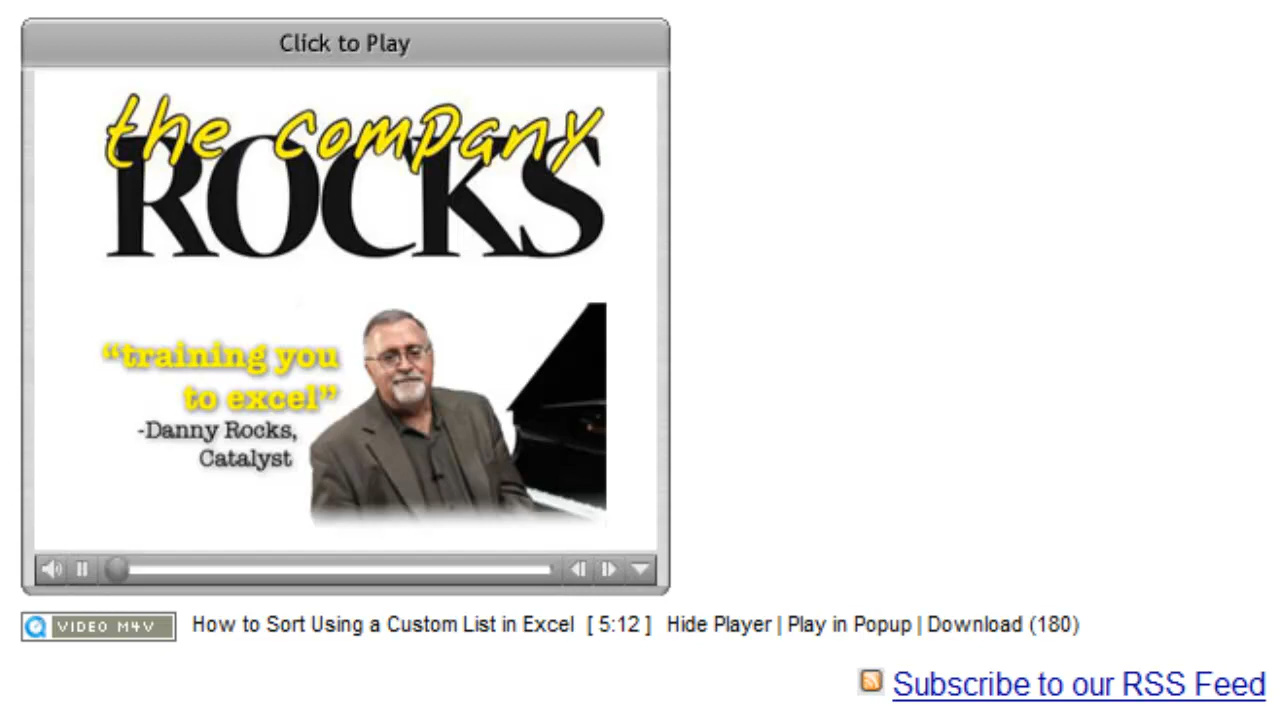 Click to Play
the company
ROCKS
“training you
to excel”
-Danny Rocks,
Catalyst
VIDEO M4V How to Sort Using a Custom List in Excel [ 5:12 ] Hide Player | Play in Popup | Download (180)
Subscribe to our RSS Feed